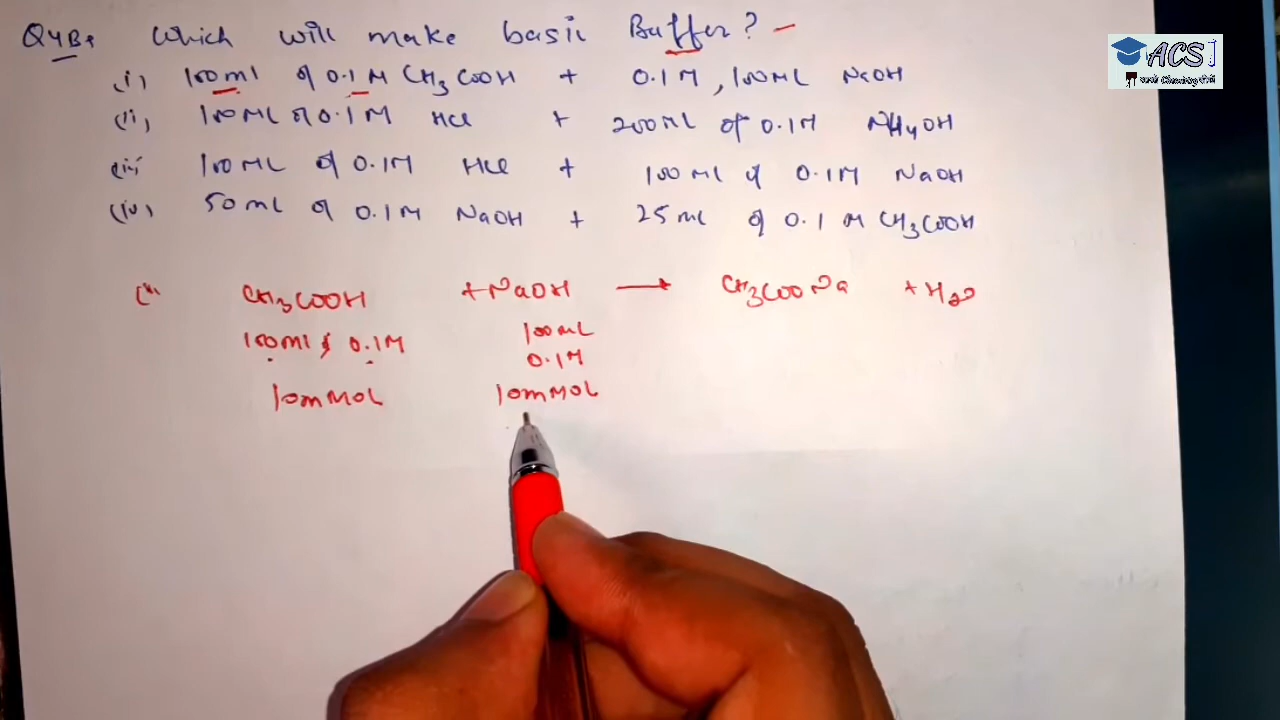 Q48. Which will make basic Buffer? -
(i) 100ml of 0.1M CH3COOH + 0.1M, 100ML NaOH
(ii) 100ML of 0.1M HCl + 200ml of 0.1M NH4OH
(iii) 100ML of 0.1M HCl + 100ml of 0.1M NaOH
(iv) 50ml of 0.1M NaOH + 25ml of 0.1M CH3COOH
CH3COOH + NaOH → CH3COONa + H2O
100ml of 0.1M 100ML
0.1M
10mMOL 10mMOL
ACS